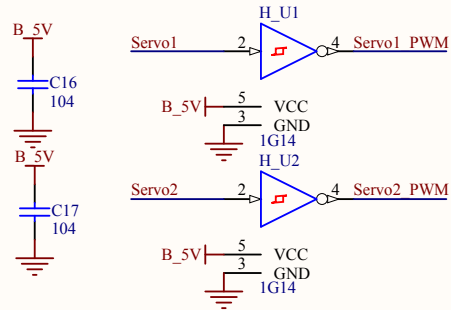 B_5V
C16
104
B_5V
C17
104
H_U1
Servo1
2
4
Servo1_PWM
B_5V
5
VCC
3
GND
1G14
H_U2
Servo2
2
4
Servo2_PWM
B_5V
5
VCC
3
GND
1G14